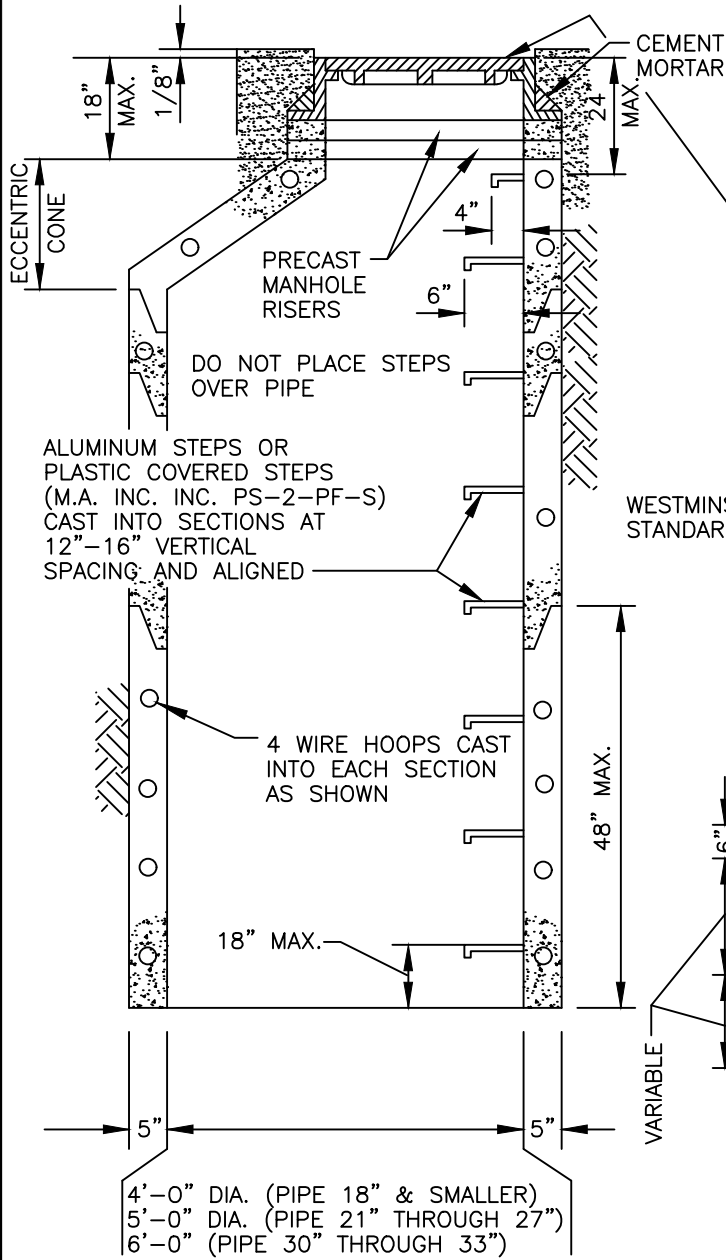 1/8"
18"
MAX.
CEMENT
MORTAR
24
MAX.
ECCENTRIC
CONE
4"
PRECAST
MANHOLE
RISERS
6"
DO NOT PLACE STEPS
OVER PIPE
ALUMINUM STEPS OR
PLASTIC COVERED STEPS
(M.A. INC. INC. PS-2-PF-S)
CAST INTO SECTIONS AT
12"-16" VERTICAL
SPACING AND ALIGNED
WESTMINS
STANDAR
4 WIRE HOOPS CAST
INTO EACH SECTION
AS SHOWN
48" MAX.
6"
18" MAX.
VARIABLE
5"
5"
4'-0" DIA. (PIPE 18" & SMALLER)
5'-0" DIA. (PIPE 21" THROUGH 27")
6'-0" (PIPE 30" THROUGH 33")